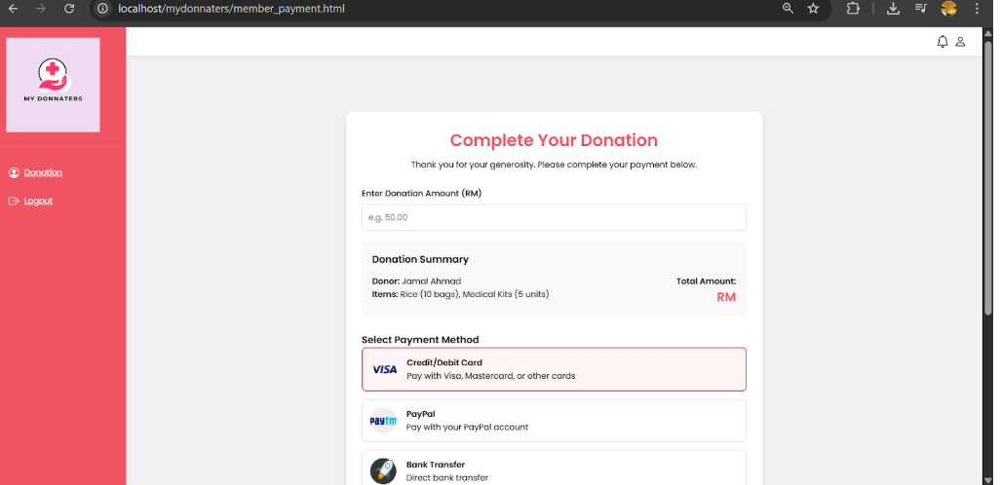 localhost/mydonnaters/member_payment.html
MY DONNATERS
Donation
Logout
Complete Your Donation
Thank you for your generosity. Please complete your payment below.
Enter Donation Amount (RM)
e.g. 50.00
Donation Summary
Donor: Jamal Ahmad
Total Amount:
Items: Rice (10 bags), Medical Kits (5 units)
RM
Select Payment Method
VISA
Credit/Debit Card
Pay with Visa, Mastercard, or other cards
paytm
PayPal
Pay with your PayPal account
Bank Transfer
Direct bank transfer